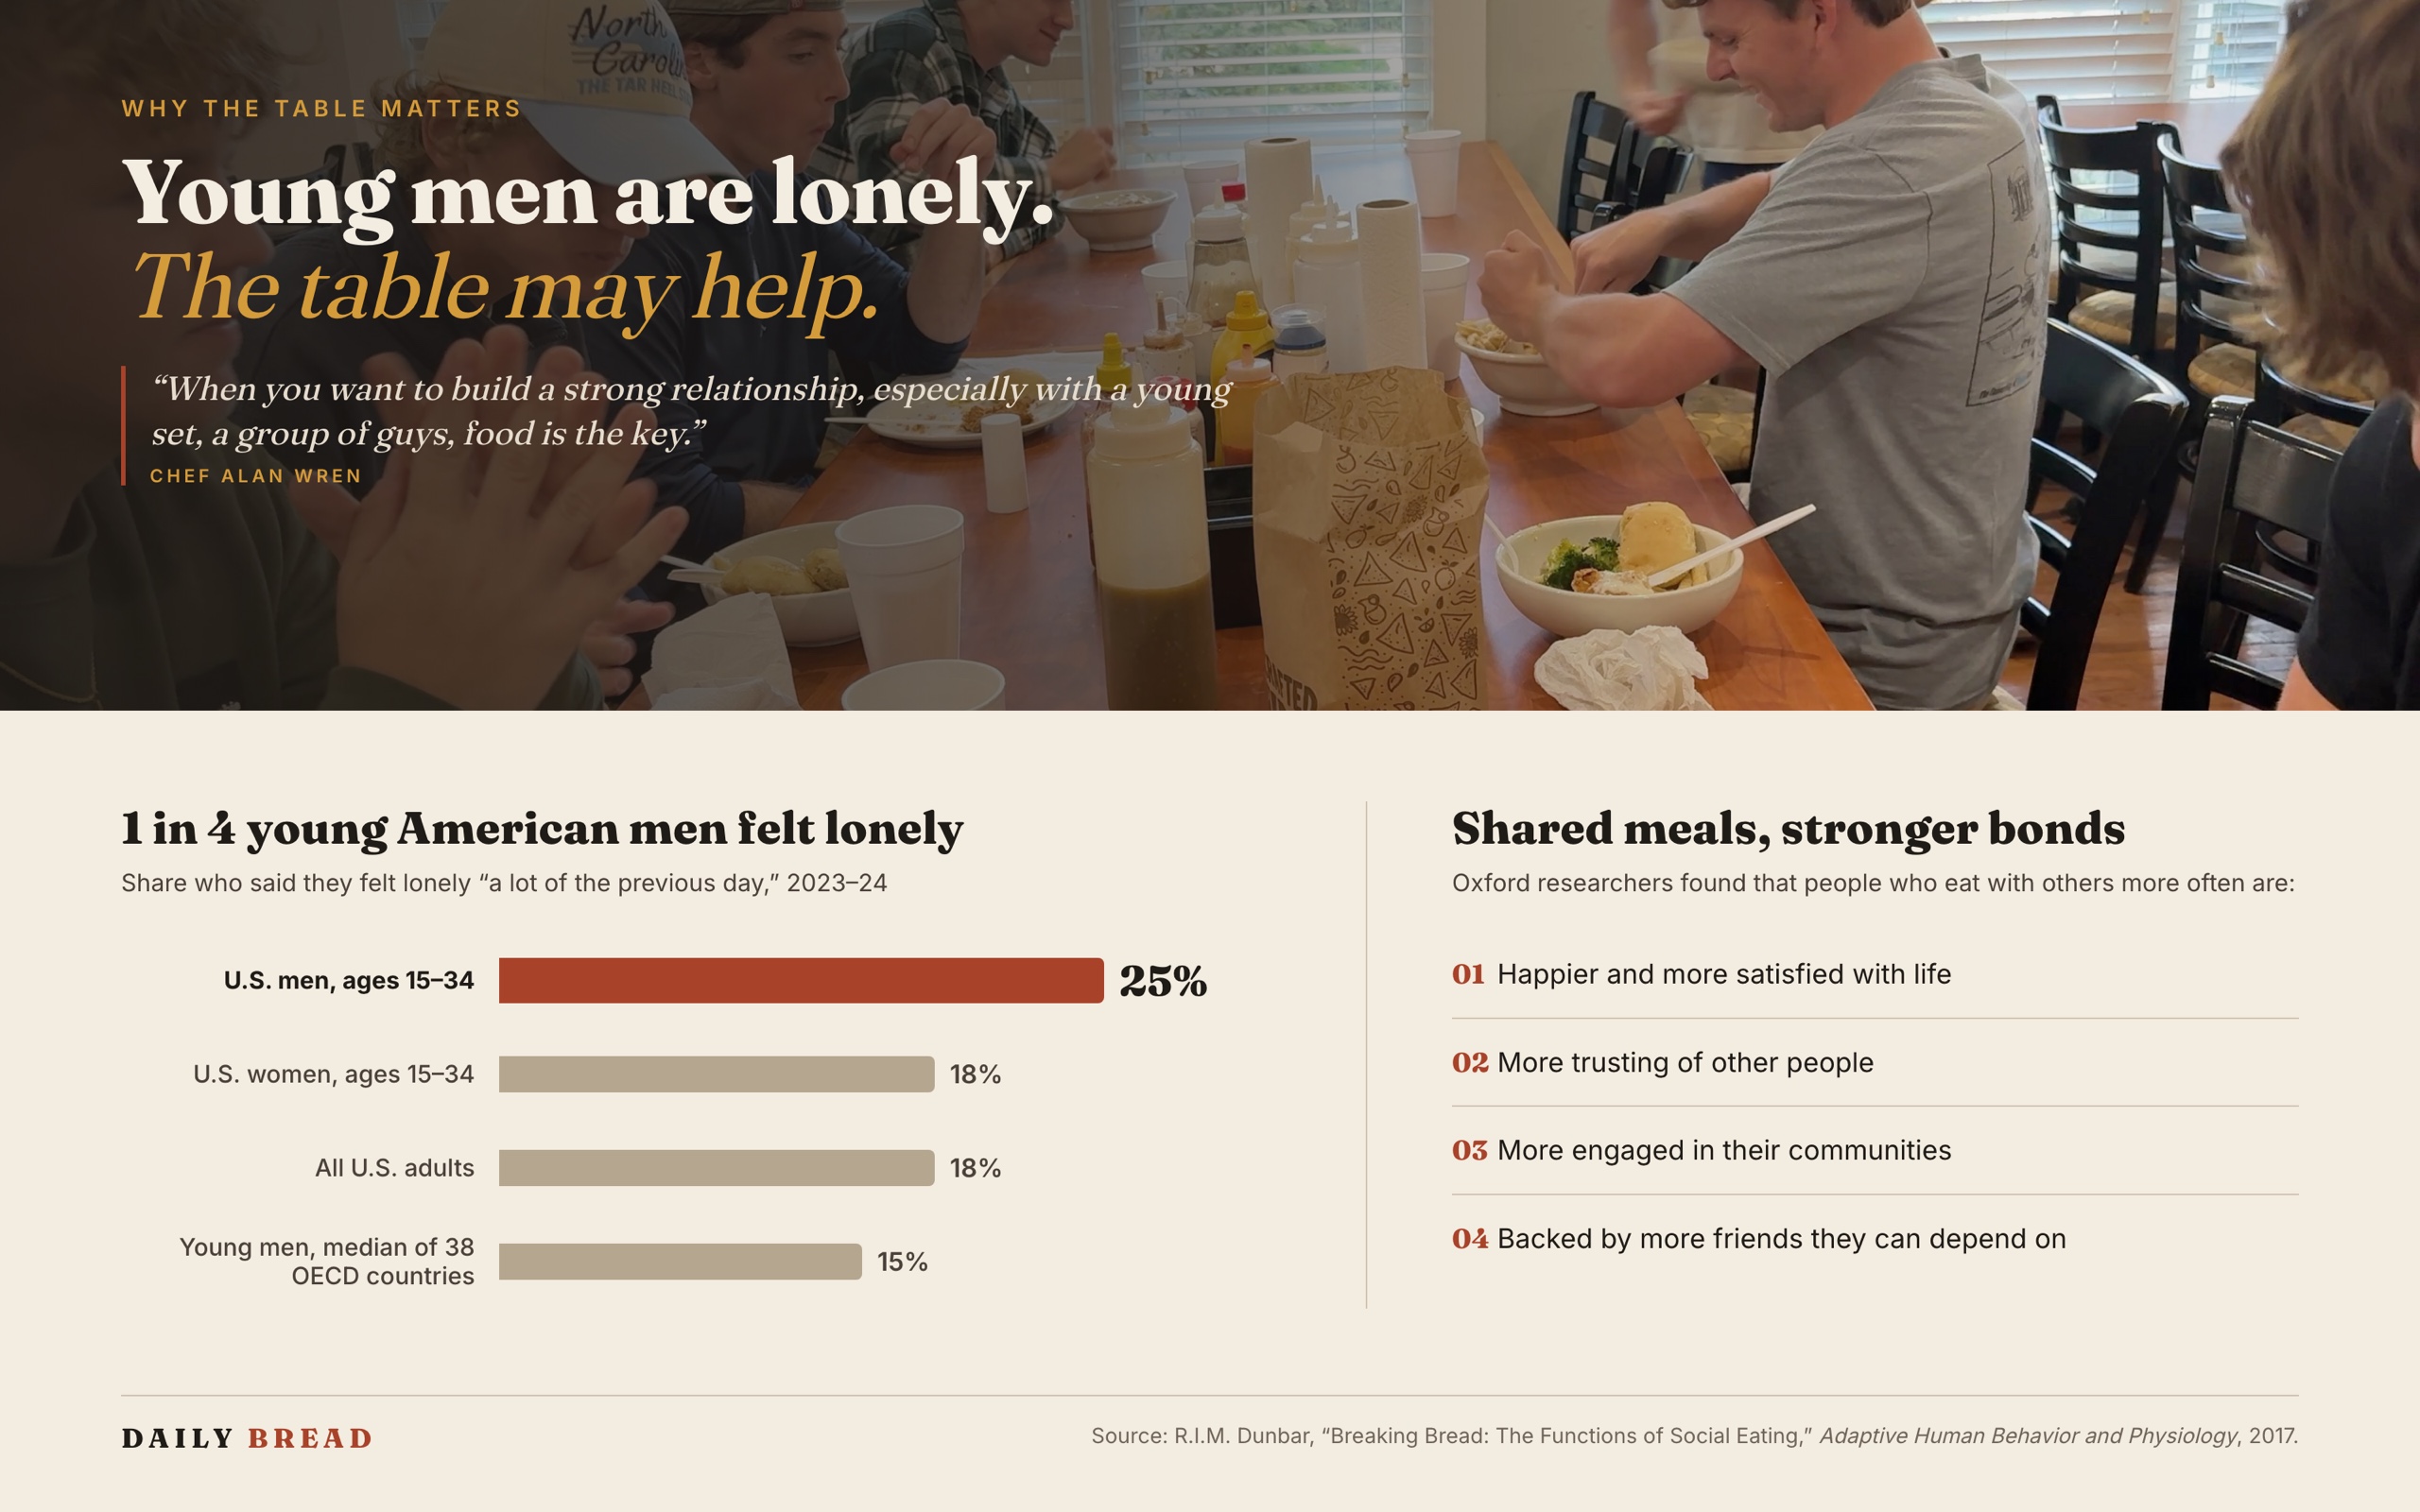 North
Carol
THE TAR HEEL
WHY THE TABLE MATTERS
Young men are lonely.
The table may help.
“When you want to build a strong relationship, especially with a young
set, a group of guys, food is the key.”
CHEF ALAN WREN
1 in 4 young American men felt lonely
Share who said they felt lonely “a lot of the previous day,” 2023–24
U.S. men, ages 15–34 25%
U.S. women, ages 15–34 18%
All U.S. adults 18%
Young men, median of 38
OECD countries 15%
Shared meals, stronger bonds
Oxford researchers found that people who eat with others more often are:
01 Happier and more satisfied with life
02 More trusting of other people
03 More engaged in their communities
04 Backed by more friends they can depend on
DAILY BREAD
Source: R.I.M. Dunbar, “Breaking Bread: The Functions of Social Eating,” Adaptive Human Behavior and Physiology, 2017.